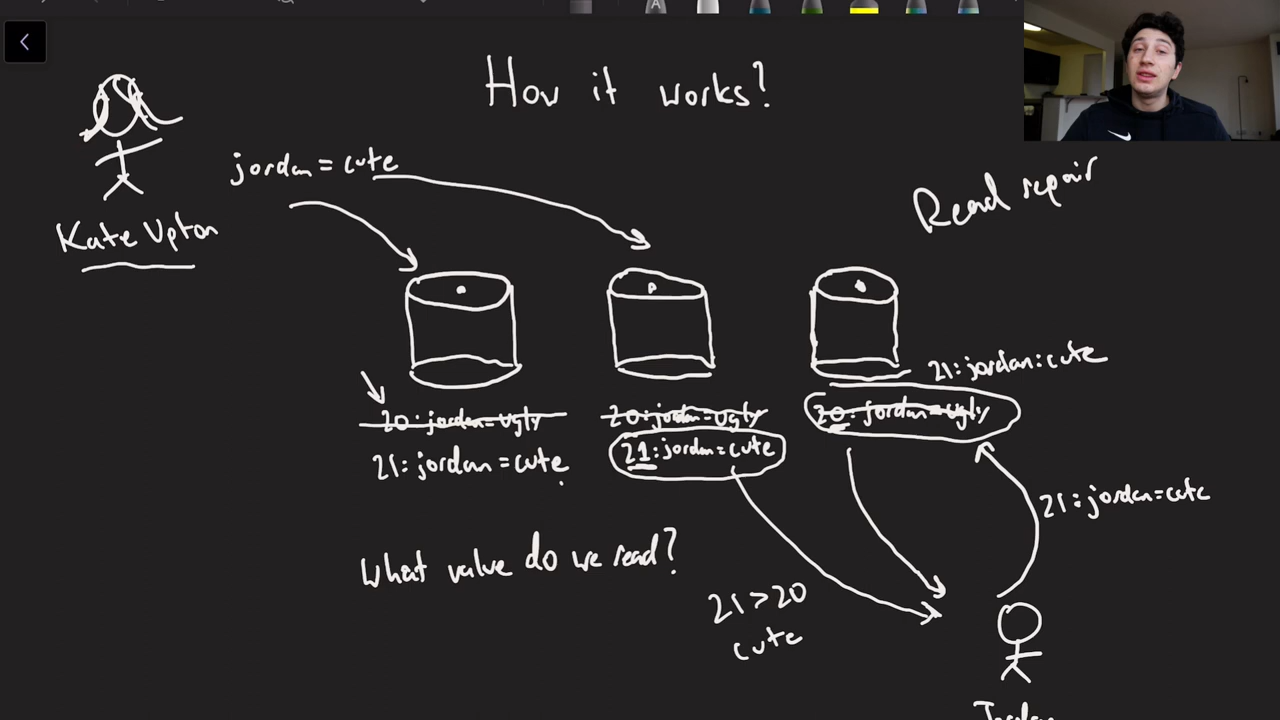 How it works?
jordan = cute
Kate Upton
Read repair
21: jordan: cute
20: jordan=ugly
20: jordan=ugly
20: jordan=ugly
21: jordan=cute
21: jordan=cute
21: jordan=cute
What value do we read?
21 > 20
cute
Jordan